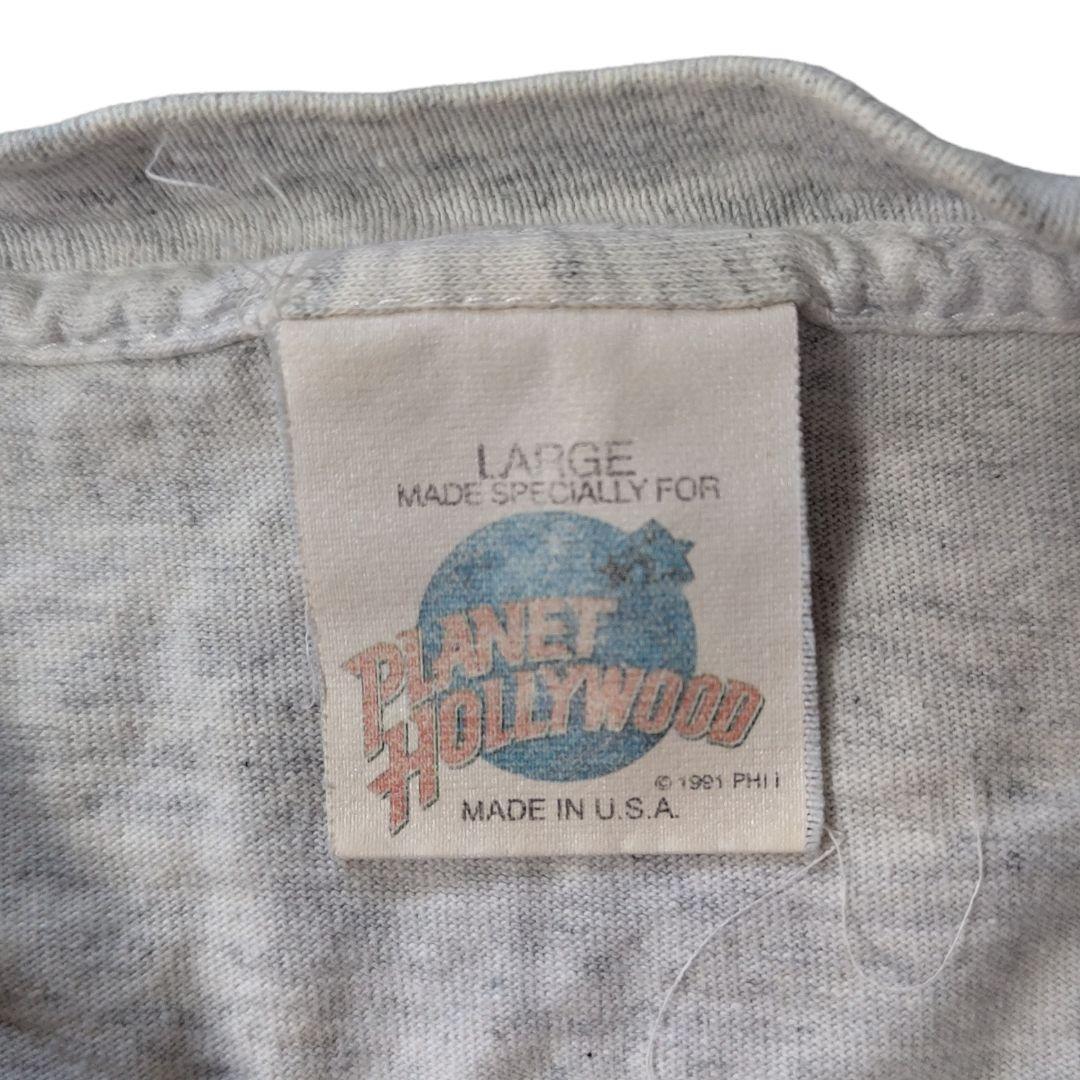 LARGE
MADE SPECIALLY FOR
PLANET
HOLLYWOOD
© 1991 PHI
MADE IN U.S.A.